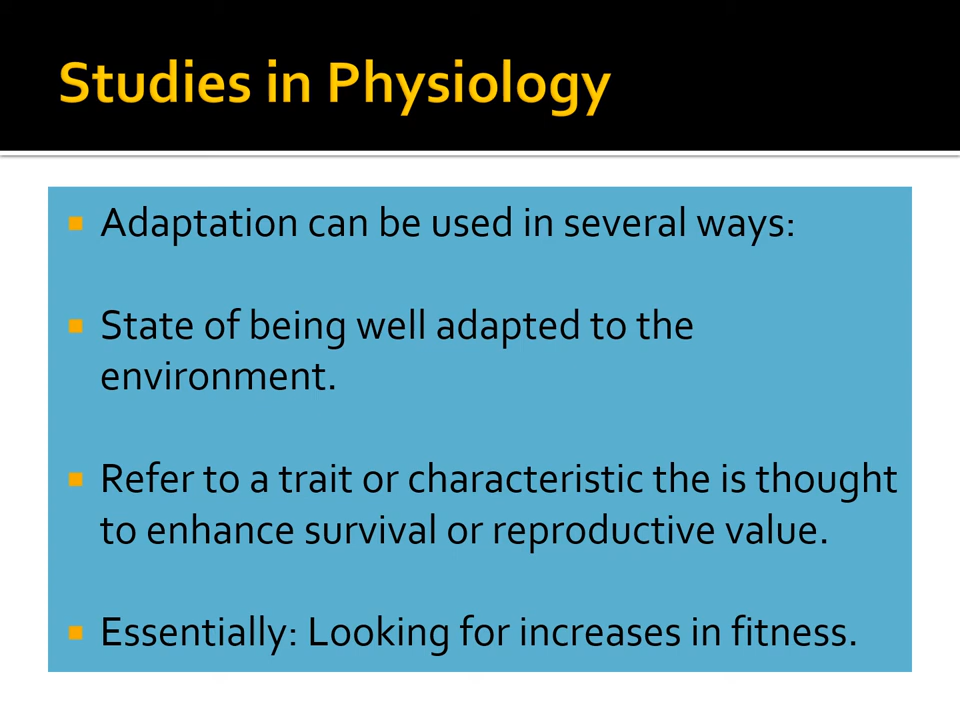 Studies in Physiology
▪ Adaptation can be used in several ways:
▪ State of being well adapted to the
environment.
▪ Refer to a trait or characteristic the is thought
to enhance survival or reproductive value.
▪ Essentially: Looking for increases in fitness.